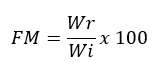 FM = Wr/Wi x 100